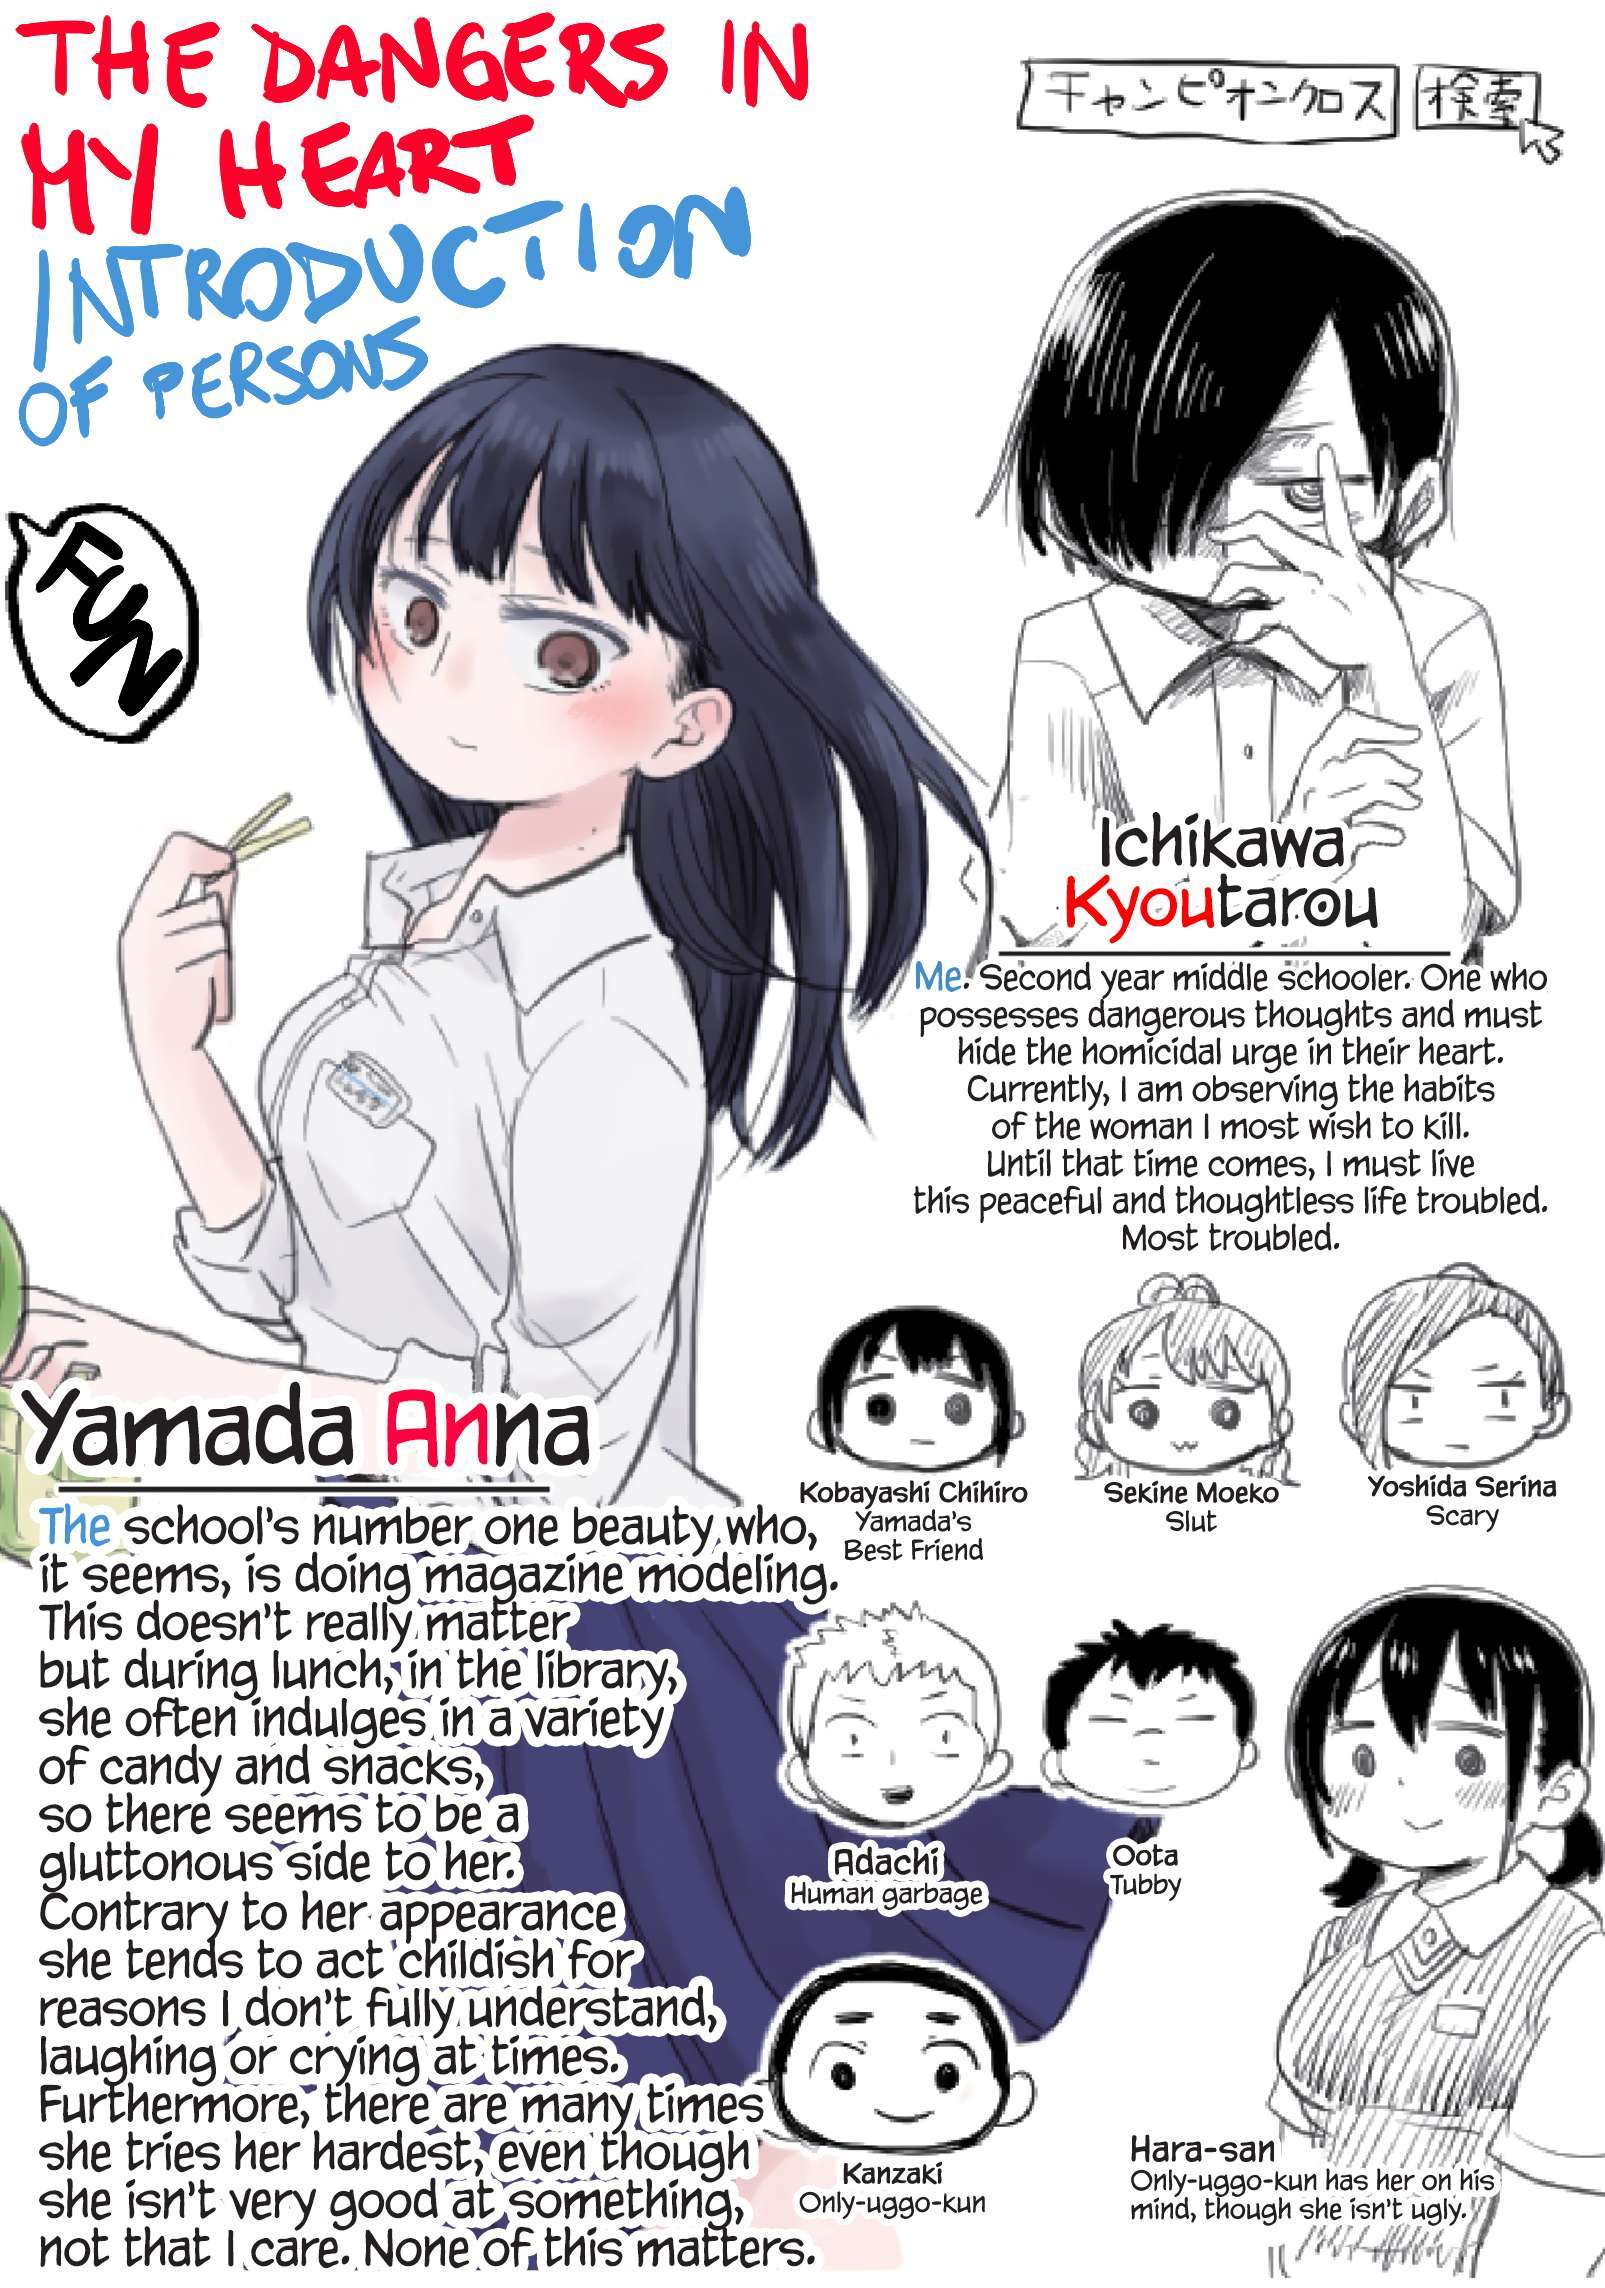 THE DANGERS IN
MY HEART
INTRODUCTION
OF PERSONS
チャンピオンクロス 検索
FUN
Ichikawa
Kyoutarou
Me. Second year middle schooler. One who
possesses dangerous thoughts and must
hide the homicidal urge in their heart.
Currently, I am observing the habits
of the woman I most wish to kill.
Until that time comes, I must live
this peaceful and thoughtless life troubled.
Most troubled.
Yamada Anna
The school's number one beauty who,
it seems, is doing magazine modeling.
This doesn't really matter
but during lunch, in the library,
she often indulges in a variety
of candy and snacks,
so there seems to be a
gluttonous side to her.
Contrary to her appearance
she tends to act childish for
reasons I don't fully understand,
laughing or crying at times.
Furthermore, there are many times
she tries her hardest, even though
she isn't very good at something,
not that I care. None of this matters.
Kobayashi Chihiro
Yamada's
Best Friend
Sekine Moeko
Slut
Yoshida Serina
Scary
Adachi
Human garbage
Oota
Tubby
Kanzaki
Only-uggo-kun
Hara-san
Only-uggo-kun has her on his
mind, though she isn't ugly.